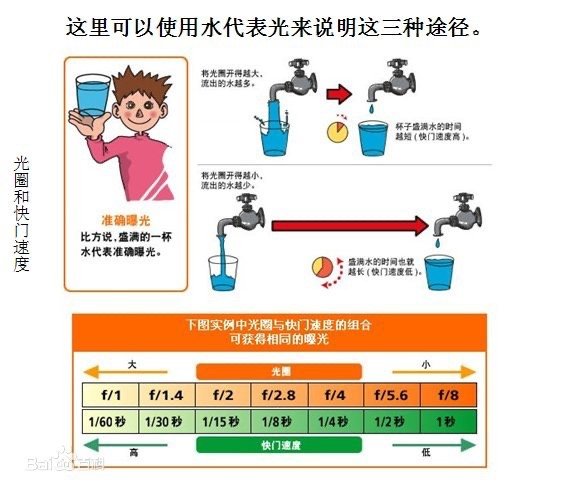 这里可以使用水代表光来说明这三种途径。
光圈和快门速度
准确曝光
比方说，盛满的一杯
水代表准确曝光。
将光圈开得越大，
流出的水越多。
杯子盛满水的时间
越短（快门速度高）。
将光圈开得越小，
流出的水越少。
盛满水的时间也就
越长（快门速度低）。
下图实例中光圈与快门速度的组合
可获得相同的曝光
大 光圈 小
f/1 f/1.4 f/2 f/2.8 f/4 f/5.6 f/8
1/60秒 1/30秒 1/15秒 1/8秒 1/4秒 1/2秒 1秒
高 快门速度 低
Bai 百科